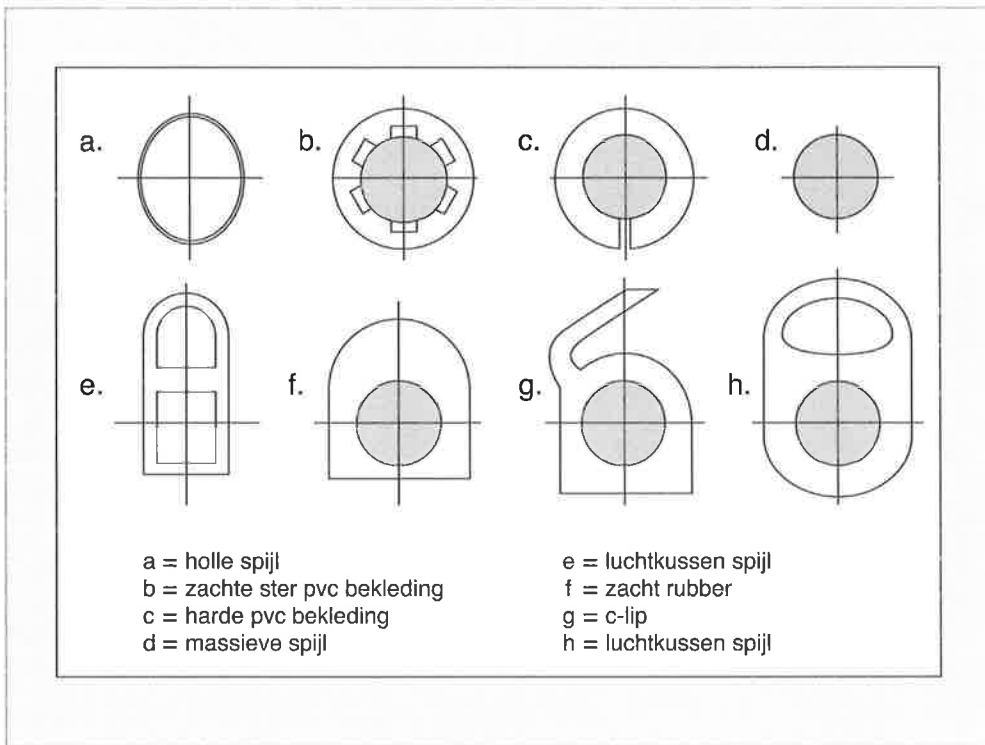 a.
b.
c.
d.
e.
f.
g.
h.
a = holle spijl
b = zachte ster pvc bekleding
c = harde pvc bekleding
d = massieve spijl
e = luchtkussen spijl
f = zacht rubber
g = c-lip
h = luchtkussen spijl